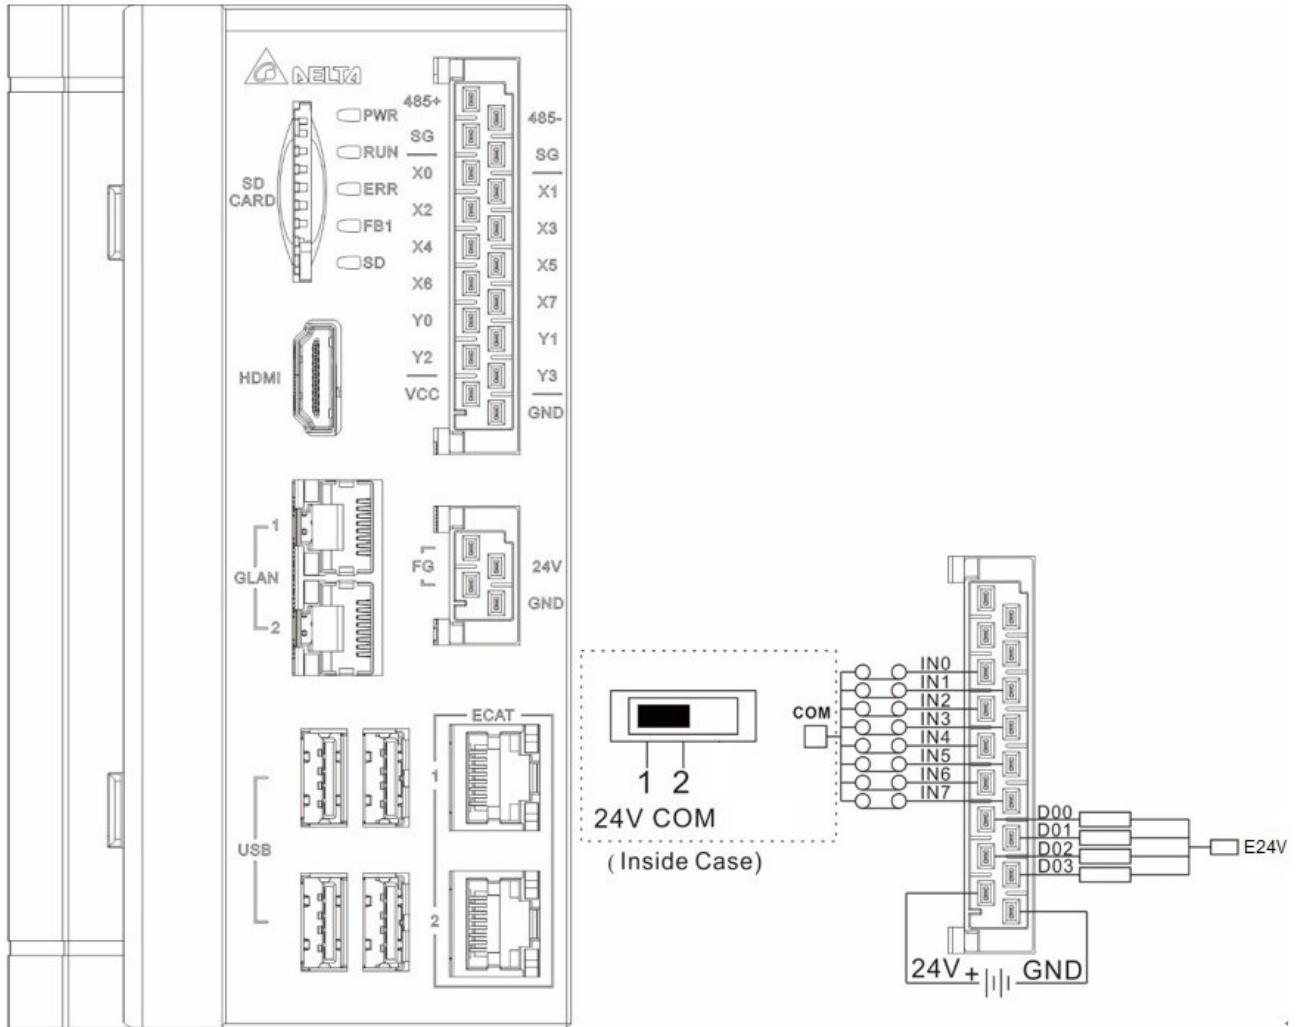 DELTA
SD
CARD
PWR
RUN
ERR
FB1
SD
485+
SG
X0
X2
X4
X6
Y0
Y2
VCC
485-
SG
X1
X3
X5
X7
Y1
Y3
GND
HDMI
1
GLAN
2
FG
24V
GND
USB
ECAT
1
2
1 2
24V COM
(Inside Case)
COM
IN0
IN1
IN2
IN3
IN4
IN5
IN6
IN7
D00
D01
D02
D03
E24V
24V + GND